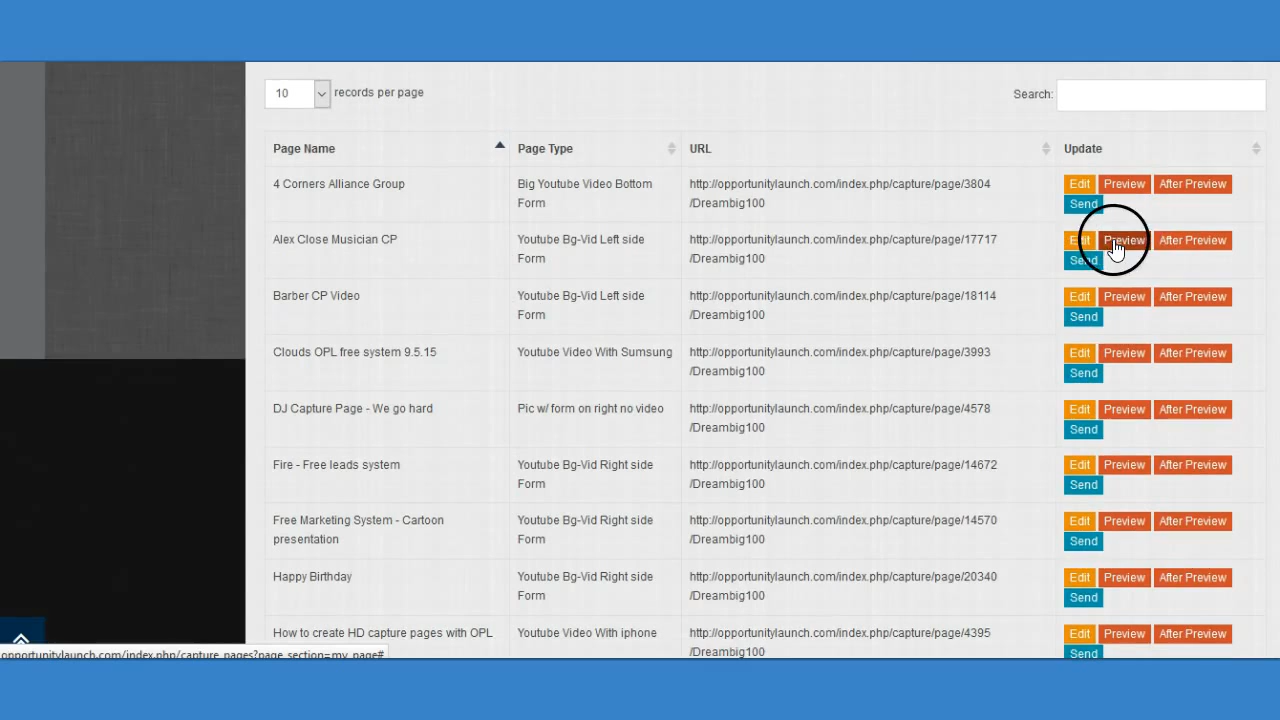 10 records per page
Search:
Page Name Page Type URL Update
4 Corners Alliance Group Big Youtube Video Bottom http://opportunitylaunch.com/index.php/capture/page/3804 Edit Preview After Preview
Form /Dreambig100 Send
Alex Close Musician CP Youtube Bg-Vid Left side http://opportunitylaunch.com/index.php/capture/page/17717 Edit Preview After Preview
Form /Dreambig100 Send
Barber CP Video Youtube Bg-Vid Left side http://opportunitylaunch.com/index.php/capture/page/18114 Edit Preview After Preview
Form /Dreambig100 Send
Clouds OPL free system 9.5.15 Youtube Video With Sumsung http://opportunitylaunch.com/index.php/capture/page/3993 Edit Preview After Preview
/Dreambig100 Send
DJ Capture Page - We go hard Pic w/ form on right no video http://opportunitylaunch.com/index.php/capture/page/4578 Edit Preview After Preview
/Dreambig100 Send
Fire - Free leads system Youtube Bg-Vid Right side http://opportunitylaunch.com/index.php/capture/page/14672 Edit Preview After Preview
Form /Dreambig100 Send
Free Marketing System - Cartoon Youtube Bg-Vid Right side http://opportunitylaunch.com/index.php/capture/page/14570 Edit Preview After Preview
presentation Form /Dreambig100 Send
Happy Birthday Youtube Bg-Vid Right side http://opportunitylaunch.com/index.php/capture/page/20340 Edit Preview After Preview
Form /Dreambig100 Send
How to create HD capture pages with OPL Youtube Video With iphone http://opportunitylaunch.com/index.php/capture/page/4395 Edit Preview After Preview
/Dreambig100 Send
opportunitylaunch.com/index.php/capture_pages?page_section=my_page#